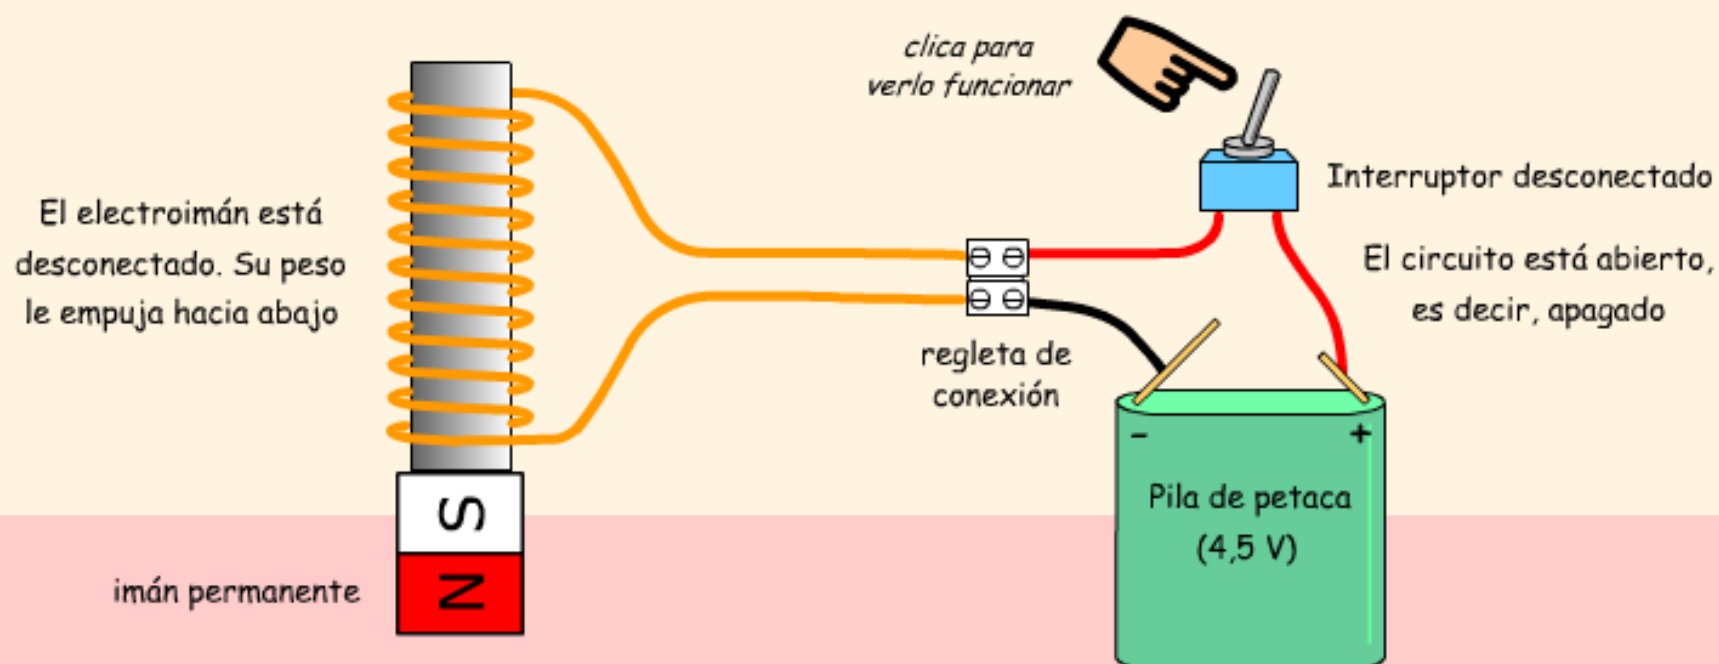 clica para
verlo funcionar
El electroimán está
desconectado. Su peso
le empuja hacia abajo
Interruptor desconectado
El circuito está abierto,
es decir, apagado
regleta de
conexión
- +
Pila de petaca
(4,5 V)
S
N
imán permanente